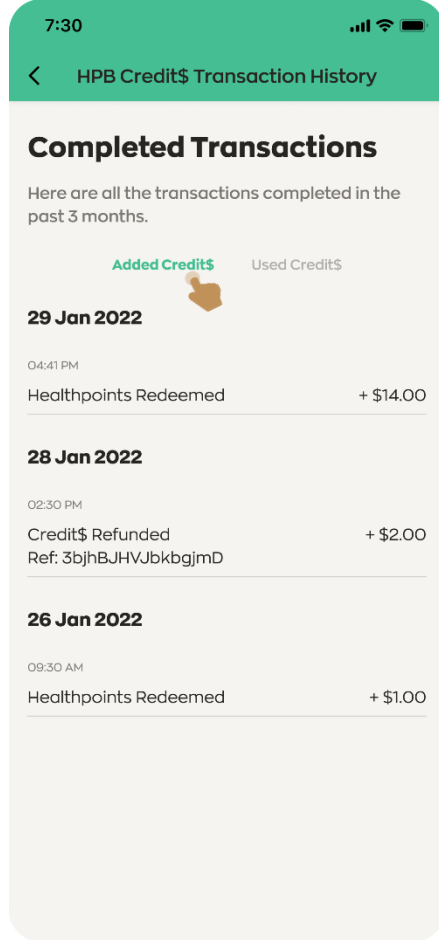 7:30
HPB Credit$ Transaction History
Completed Transactions
Here are all the transactions completed in the
past 3 months.
Added Credit$ Used Credit$
29 Jan 2022
04:41 PM
Healthpoints Redeemed + $14.00
28 Jan 2022
02:30 PM
Credit$ Refunded + $2.00
Ref: 3bjhBJHVJbkbgjmD
26 Jan 2022
09:30 AM
Healthpoints Redeemed + $1.00